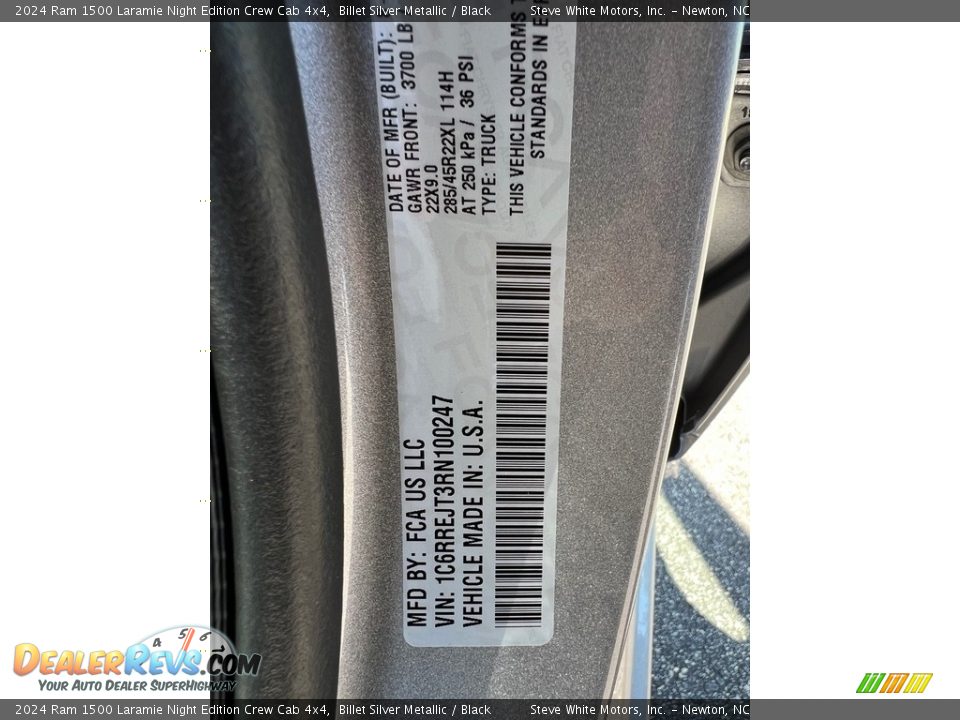 2024 Ram 1500 Laramie Night Edition Crew Cab 4x4, Billet Silver Metallic / Black Steve White Motors, Inc. – Newton, NC
DATE OF MFR (BUILT):
GAWR FRONT: 3700 LB
22X9.0
285/45R22XL 114H
AT 250 kPa / 36 PSI
TYPE: TRUCK
THIS VEHICLE CONFORMS
STANDARDS IN
MFD BY: FCA US LLC
VIN: 1C6RREJT3RN100247
VEHICLE MADE IN: U.S.A.
4 5 6
DEALERREVS.COM
YOUR AUTO DEALER SUPERHIGHWAY
2024 Ram 1500 Laramie Night Edition Crew Cab 4x4, Billet Silver Metallic / Black Steve White Motors, Inc. – Newton, NC